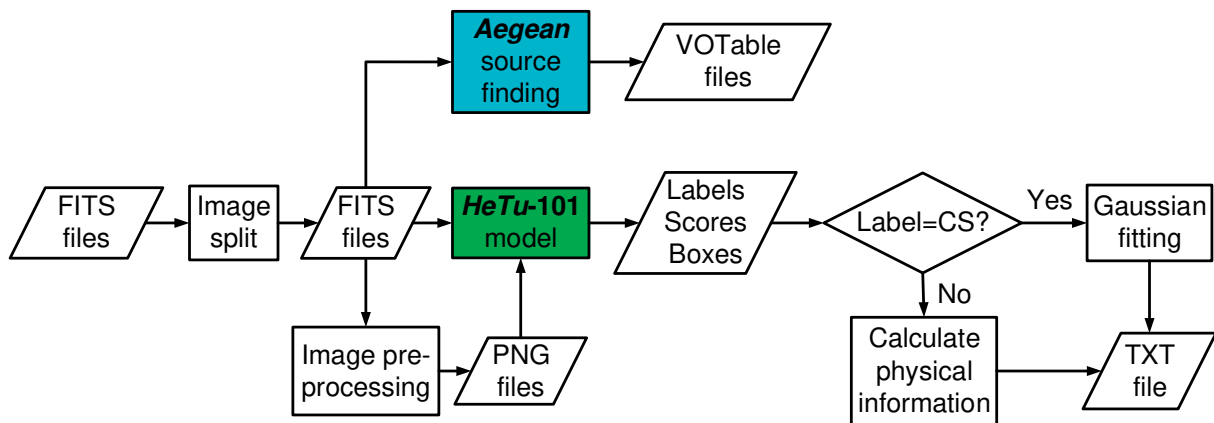 Aegean
source
finding
VOTable
files
FITS
files
Image
split
FITS
files
HeTu-101
model
Labels
Scores
Boxes
Label=CS?
Yes
Gaussian
fitting
No
Image pre-
processing
PNG
files
Calculate
physical
information
TXT
file